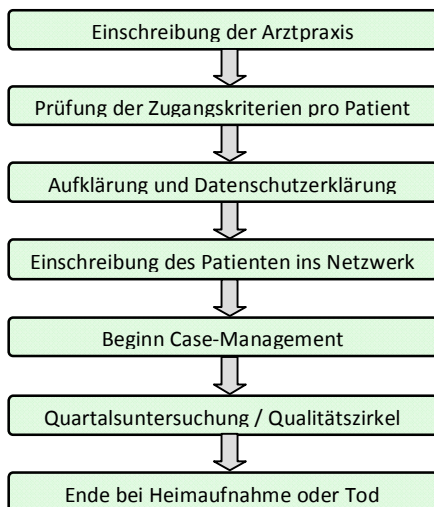 Einschreibung der Arztpraxis
Prüfung der Zugangskriterien pro Patient
Aufklärung und Datenschutzerklärung
Einschreibung des Patienten ins Netzwerk
Beginn Case-Management
Quartalsuntersuchung / Qualitätszirkel
Ende bei Heimaufnahme oder Tod